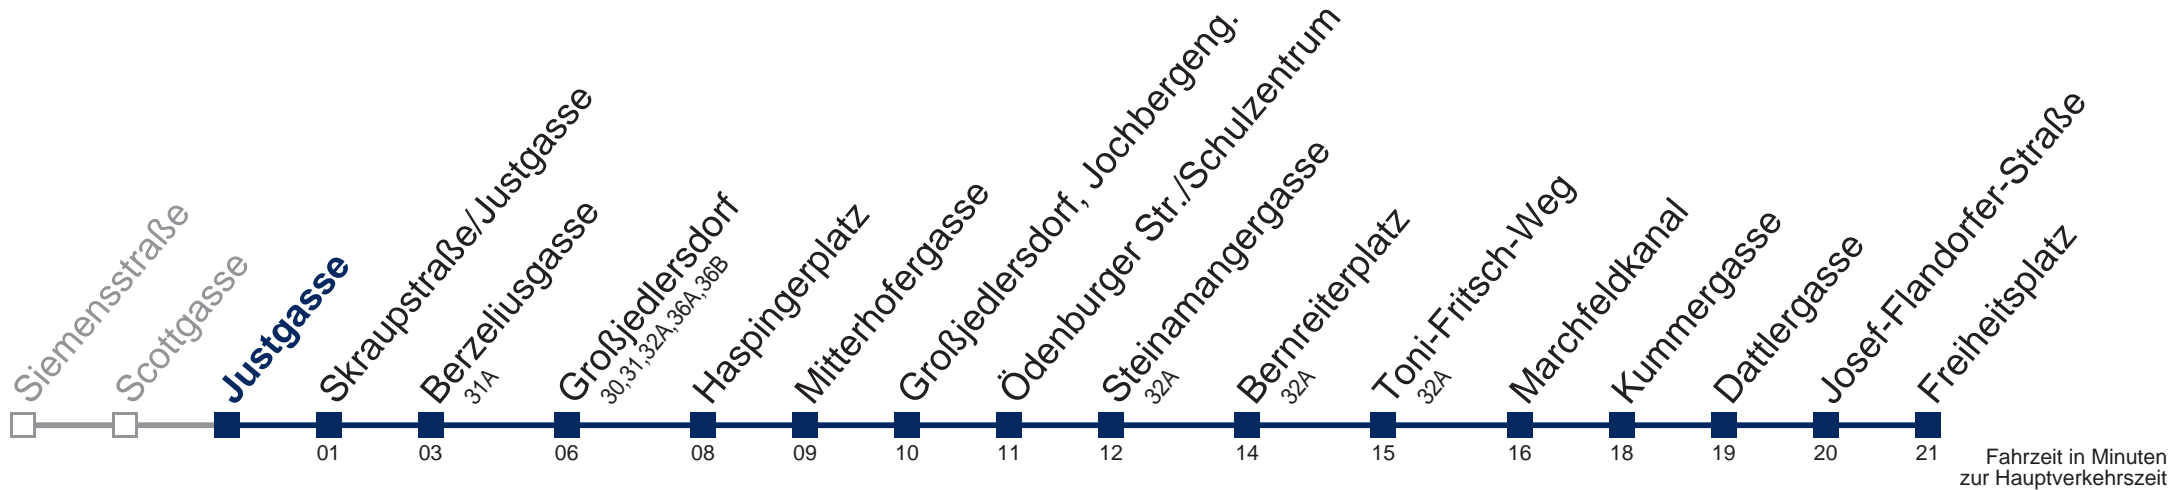 Siemensstraße
Scottgasse
Justgasse
Skraupstraße/Justgasse
Berzeliusgasse
31A
Großjedlersdorf
30,31,32A,36A,36B
Haspingerplatz
Mitterhofergasse
Großjedlersdorf, Jochbergeng.
Ödenburger Str./Schulzentrum
Steinamangergasse
32A
Bernreiterplatz
32A
Toni-Fritsch-Weg
32A
Marchfeldkanal
Kummergasse
Dattlergasse
Josef-Flandorfer-Straße
Freiheitsplatz
01 03 06 08 09 10 11 12 14 15 16 18 19 20 21
Fahrzeit in Minuten
zur Hauptverkehrszeit